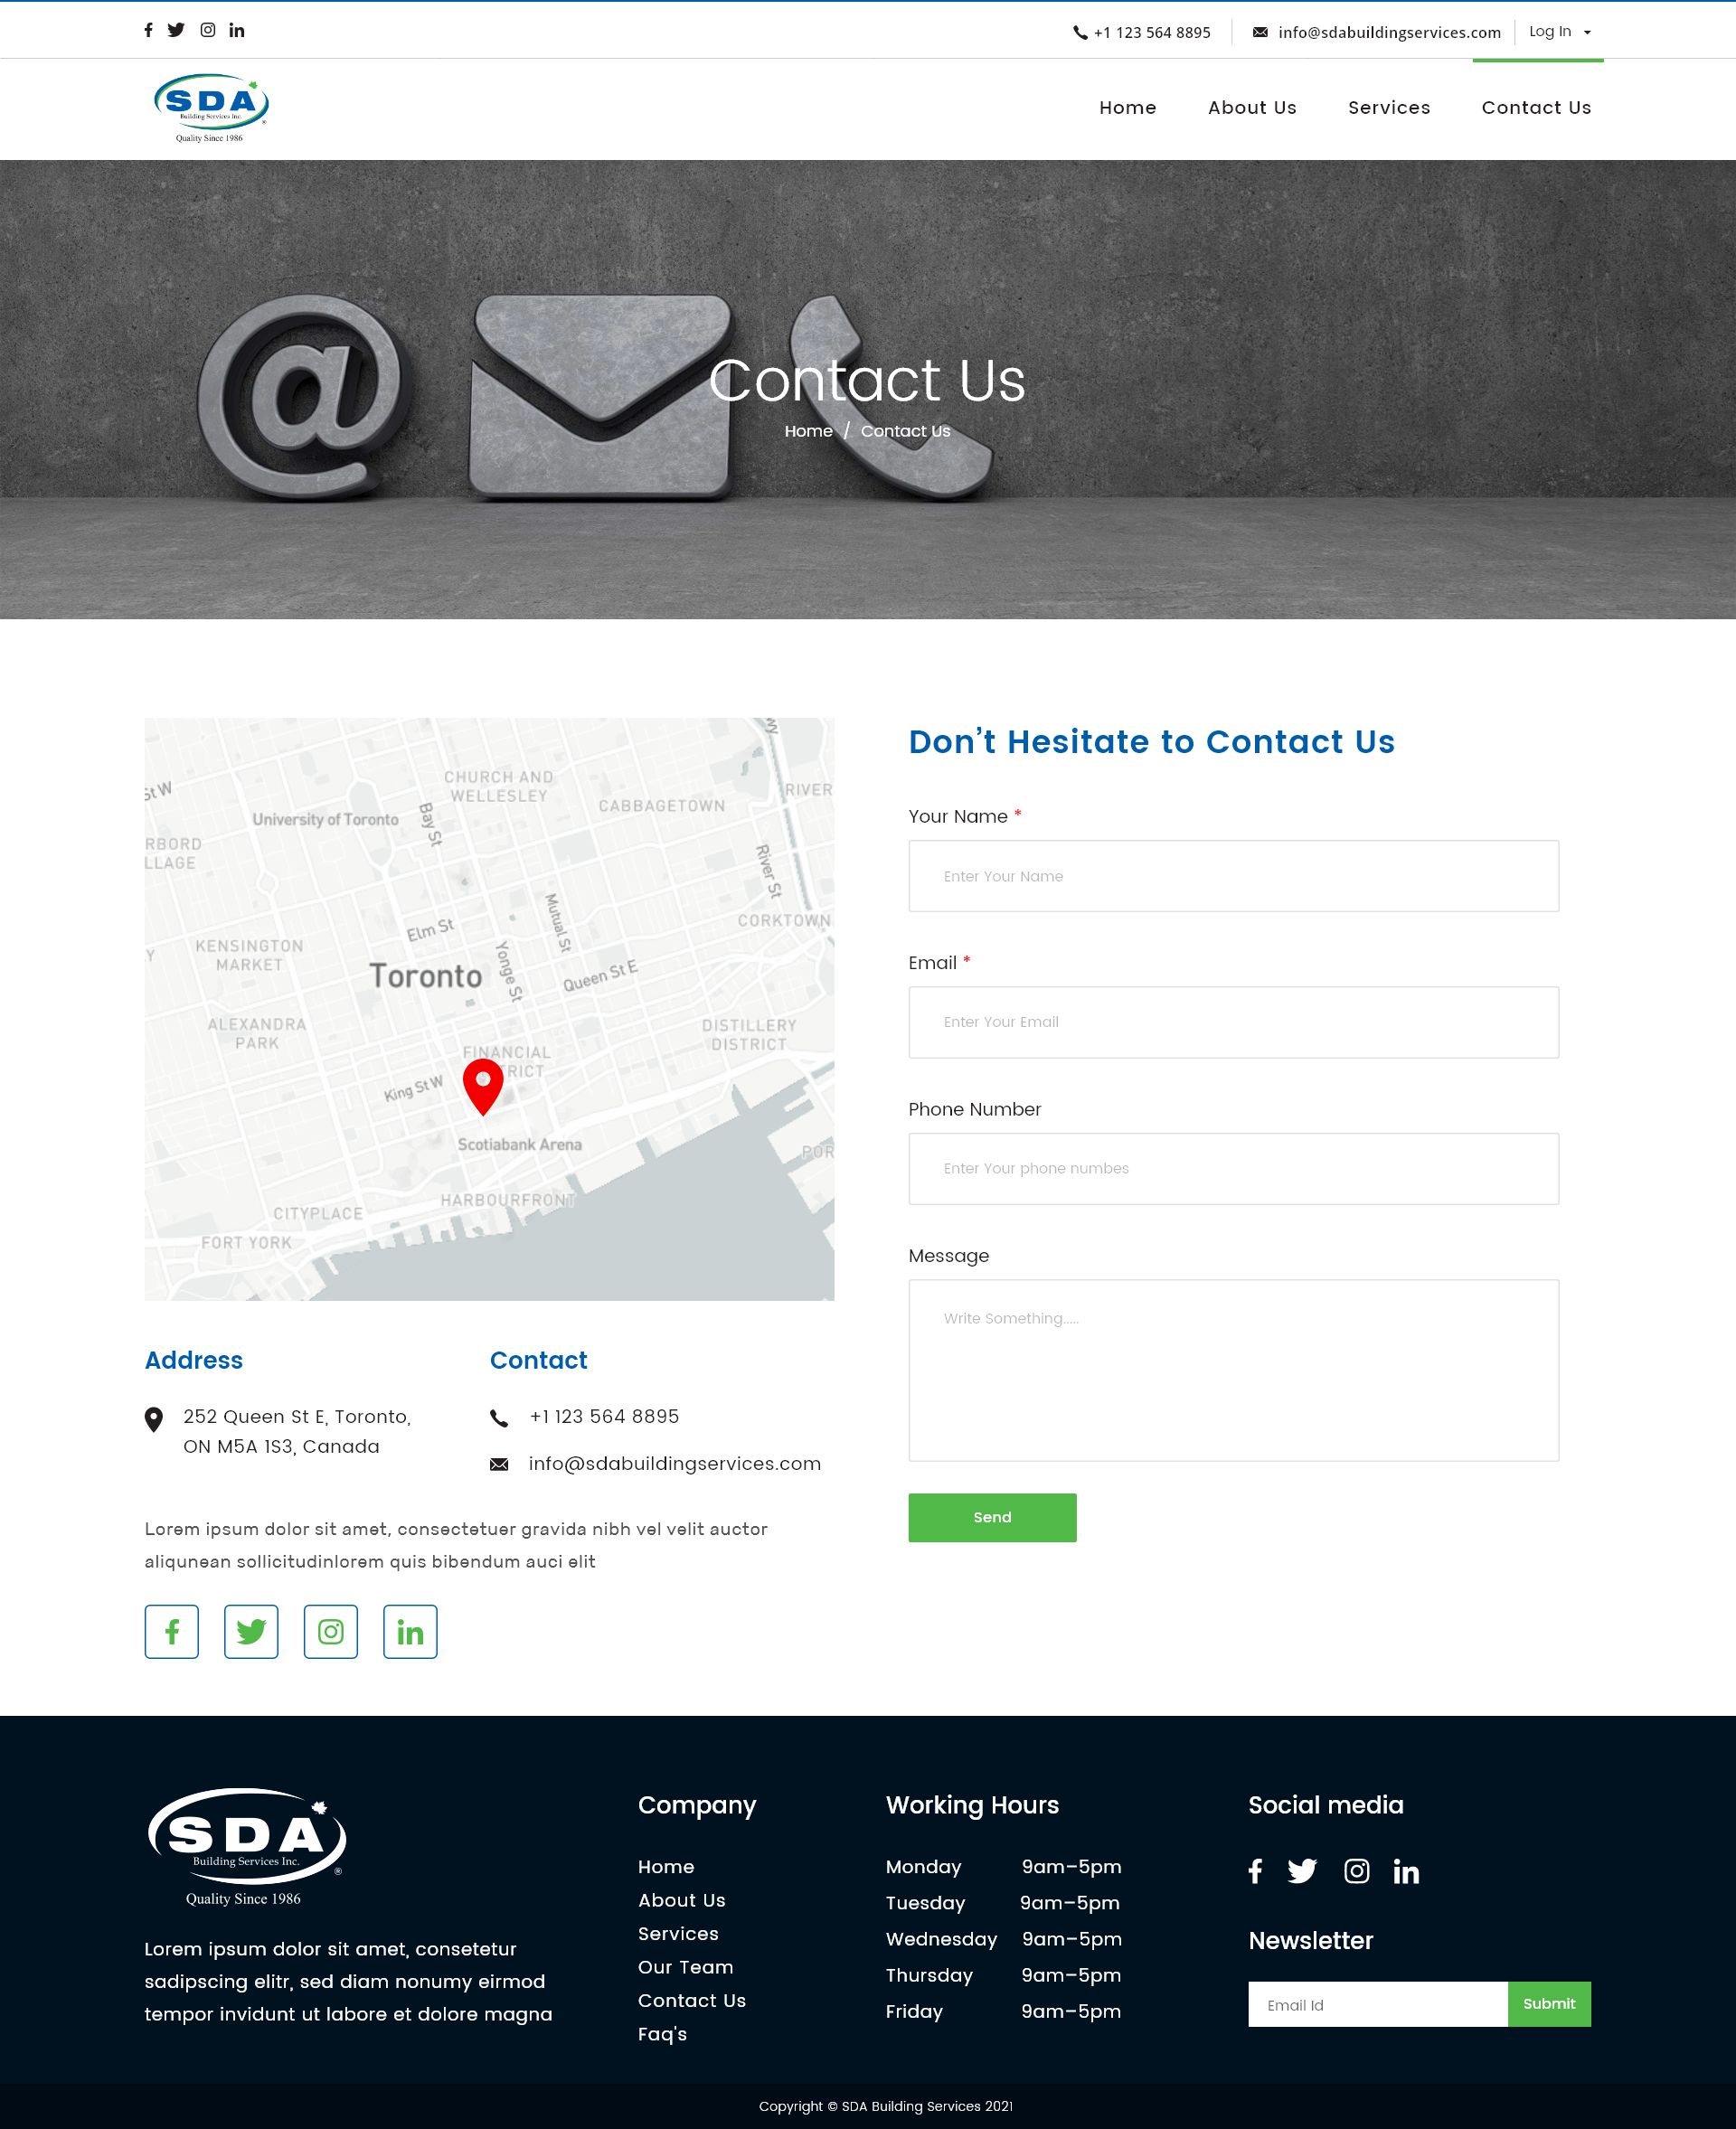 +1 123 564 8895
info@sdabuildingservices.com
Log In
SDA
Building Services Inc.
®
Quality Since 1986
Home
About Us
Services
Contact Us
Contact Us
Home / Contact Us
St W
CHURCH AND
WELLESLEY
CABBAGETOWN
RIVER
University of Toronto
Bay St
RBORD
LLAGE
River St
Mutual St
CORKTOWN
Elm St
KENSINGTON
MARKET
Y
Yonge St
Toronto
Queen St E
ALEXANDRA
PARK
DISTILLERY
DISTRICT
FINANCIAL
TRICT
King St W
Scotiabank Arena
POR
HARBOURFRONT
CITYPLACE
FORT YORK
Address
252 Queen St E, Toronto,
ON M5A 1S3, Canada
Contact
+1 123 564 8895
info@sdabuildingservices.com
Lorem ipsum dolor sit amet, consectetuer gravida nibh vel velit auctor
aliqunean sollicitudinlorem quis bibendum auci elit
Don’t Hesitate to Contact Us
Your Name *
Enter Your Name
Email *
Enter Your Email
Phone Number
Enter Your phone numbes
Message
Write Something.....
Send
SDA
Building Services Inc.
®
Quality Since 1986
Lorem ipsum dolor sit amet, consetetur
sadipscing elitr, sed diam nonumy eirmod
tempor invidunt ut labore et dolore magna
Company
Home
About Us
Services
Our Team
Contact Us
Faq's
Working Hours
Monday 9am–5pm
Tuesday 9am–5pm
Wednesday 9am–5pm
Thursday 9am–5pm
Friday 9am–5pm
Social media
Newsletter
Email Id
Submit
Copyright © SDA Building Services 2021